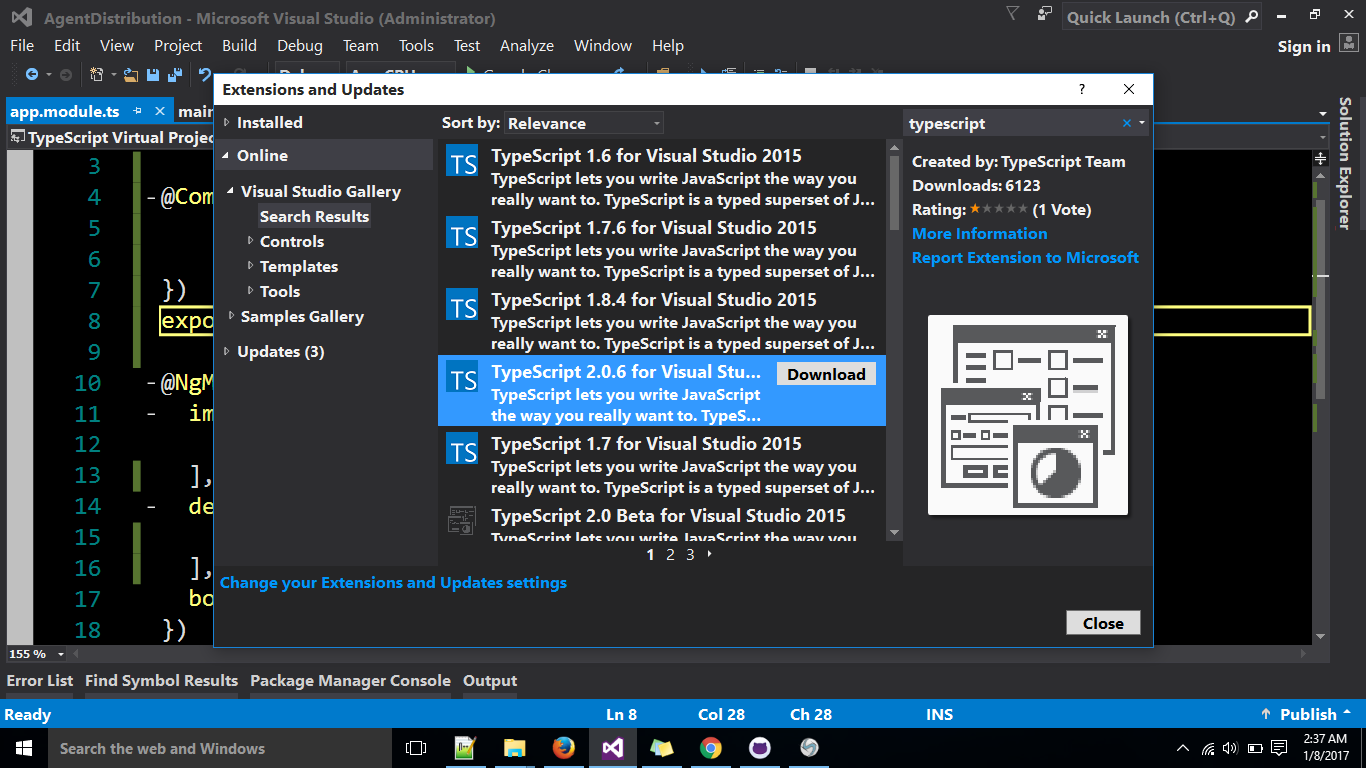 AgentDistribution - Microsoft Visual Studio (Administrator)
Quick Launch (Ctrl+Q)
File Edit View Project Build Debug Team Tools Test Analyze Window Help
Sign in
Extensions and Updates
?
app.module.ts
main
TypeScript Virtual Projec
Installed
Online
Visual Studio Gallery
Search Results
Controls
Templates
Tools
Samples Gallery
Updates (3)
Sort by: Relevance
TS
TypeScript 1.6 for Visual Studio 2015
TypeScript lets you write JavaScript the way you
really want to. TypeScript is a typed superset of J...
TS
TypeScript 1.7.6 for Visual Studio 2015
TypeScript lets you write JavaScript the way you
really want to. TypeScript is a typed superset of J...
TS
TypeScript 1.8.4 for Visual Studio 2015
TypeScript lets you write JavaScript the way you
really want to. TypeScript is a typed superset of J...
TS
TypeScript 2.0.6 for Visual Stu...
Download
TypeScript lets you write JavaScript
the way you really want to. TypeS...
TS
TypeScript 1.7 for Visual Studio 2015
TypeScript lets you write JavaScript the way you
really want to. TypeScript is a typed superset of J...
TypeScript 2.0 Beta for Visual Studio 2015
TypeScript lets you write JavaScript the way you
1 2 3
typescript
Created by: TypeScript Team
Downloads: 6123
Rating: (1 Vote)
More Information
Report Extension to Microsoft
Change your Extensions and Updates settings
Close
Solution Explorer
3
4 -@Com
5
6
7 })
8 expo
9
10 -@NgM
11 - im
12
13 ],
14 - de
15
16 ],
17 bo
18 })
155 %
Error List Find Symbol Results Package Manager Console Output
Ready Ln 8 Col 28 Ch 28 INS Publish
Search the web and Windows
2:37 AM
1/8/2017